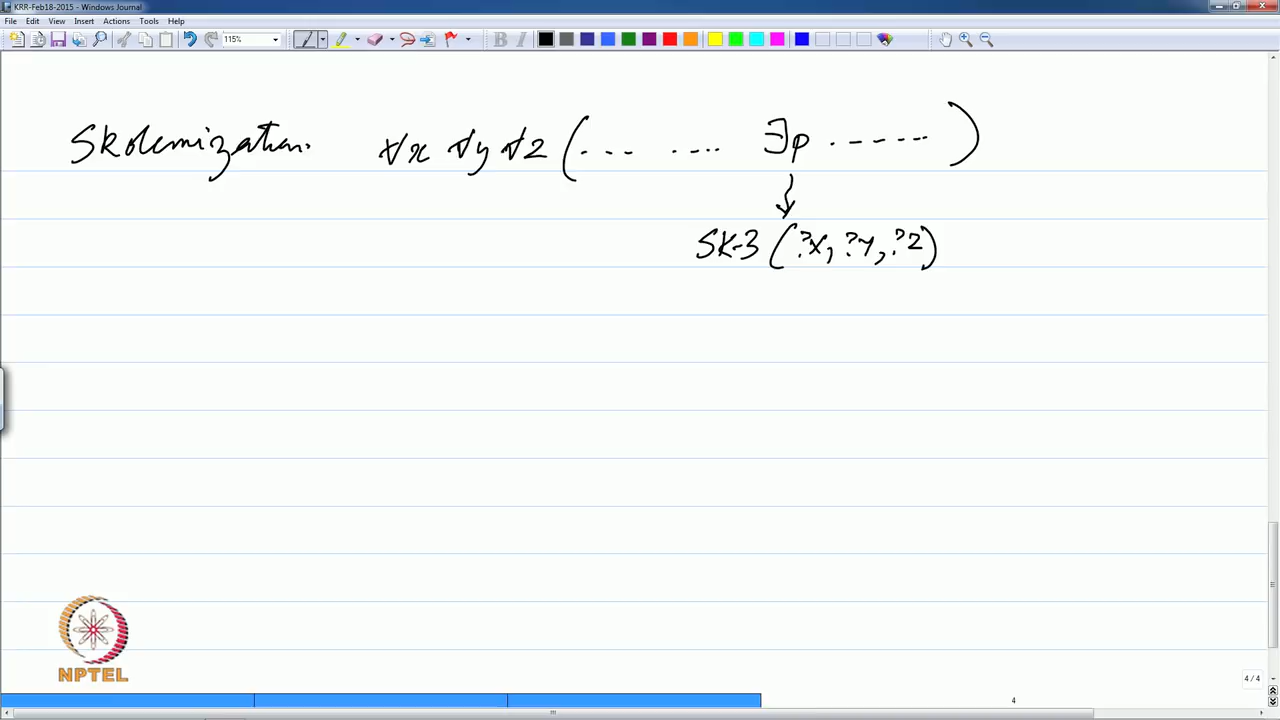 KRR-Feb18-2015 - Windows Journal
File Edit View Insert Actions Tools Help
115%
Skolemization. ∀x ∀y ∀z (... .... ∃p ......)
SK-3 (?X, ?Y, ?Z)
NPTEL
4 / 4
4